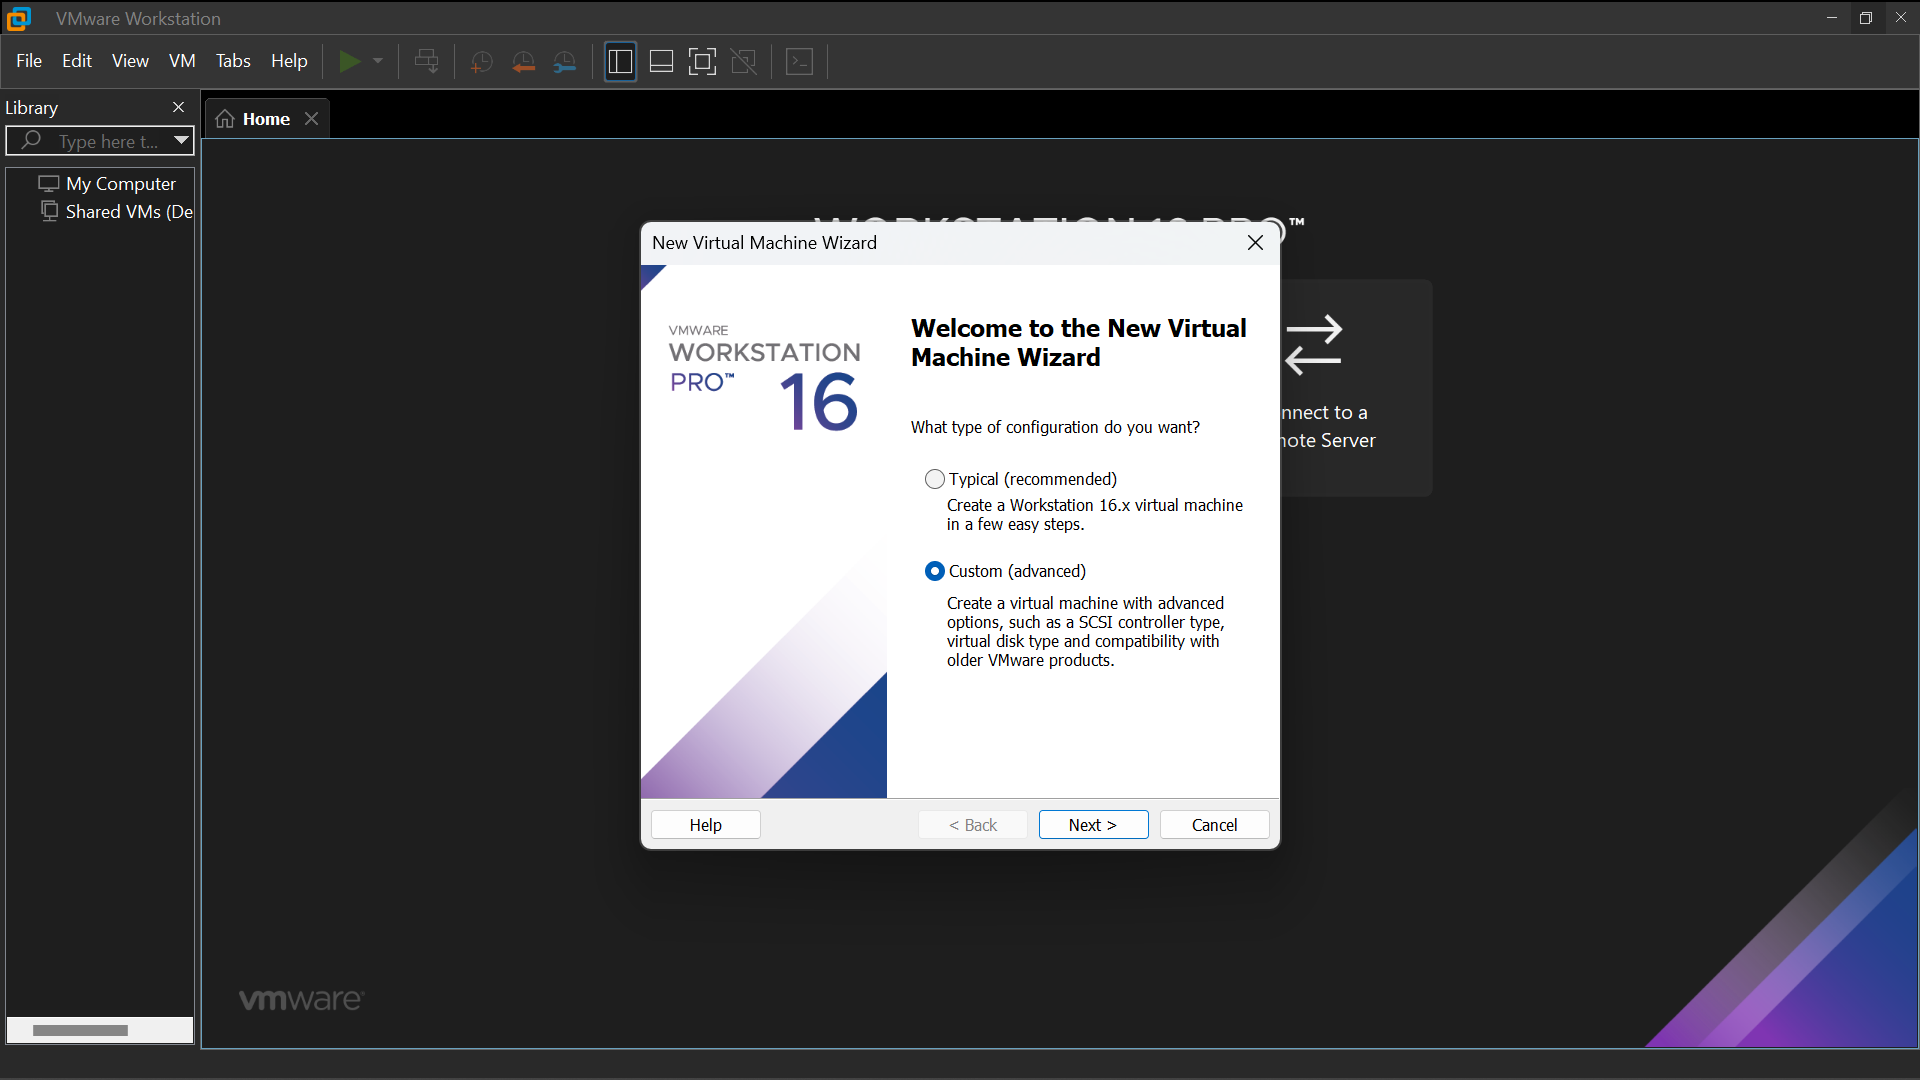 VMware Workstation
File Edit View VM Tabs Help
Library
Type here t...
Home
My Computer
Shared VMs (De
WORKSTATION 16 PRO™
New Virtual Machine Wizard
VMWARE
WORKSTATION
PRO™ 16
Welcome to the New Virtual
Machine Wizard
What type of configuration do you want?
Typical (recommended)
Create a Workstation 16.x virtual machine
in a few easy steps.
Custom (advanced)
Create a virtual machine with advanced
options, such as a SCSI controller type,
virtual disk type and compatibility with
older VMware products.
nnect to a
note Server
Help < Back Next > Cancel
vmware®